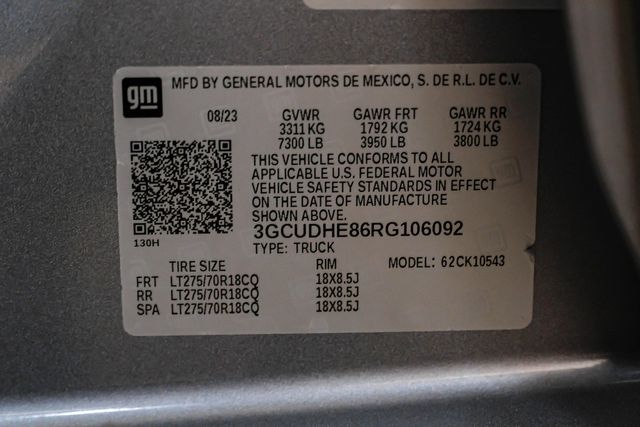 gm
MFD BY GENERAL MOTORS DE MEXICO, S. DE R.L. DE C.V.
08/23 GVWR GAWR FRT GAWR RR
3311 KG 1792 KG 1724 KG
7300 LB 3950 LB 3800 LB
THIS VEHICLE CONFORMS TO ALL
APPLICABLE U.S. FEDERAL MOTOR
VEHICLE SAFETY STANDARDS IN EFFECT
ON THE DATE OF MANUFACTURE
SHOWN ABOVE.
3GCUDHE86RG106092
130H
TYPE: TRUCK
TIRE SIZE RIM MODEL: 62CK10543
FRT LT275/70R18CQ 18X8.5J
RR LT275/70R18CQ 18X8.5J
SPA LT275/70R18CQ 18X8.5J